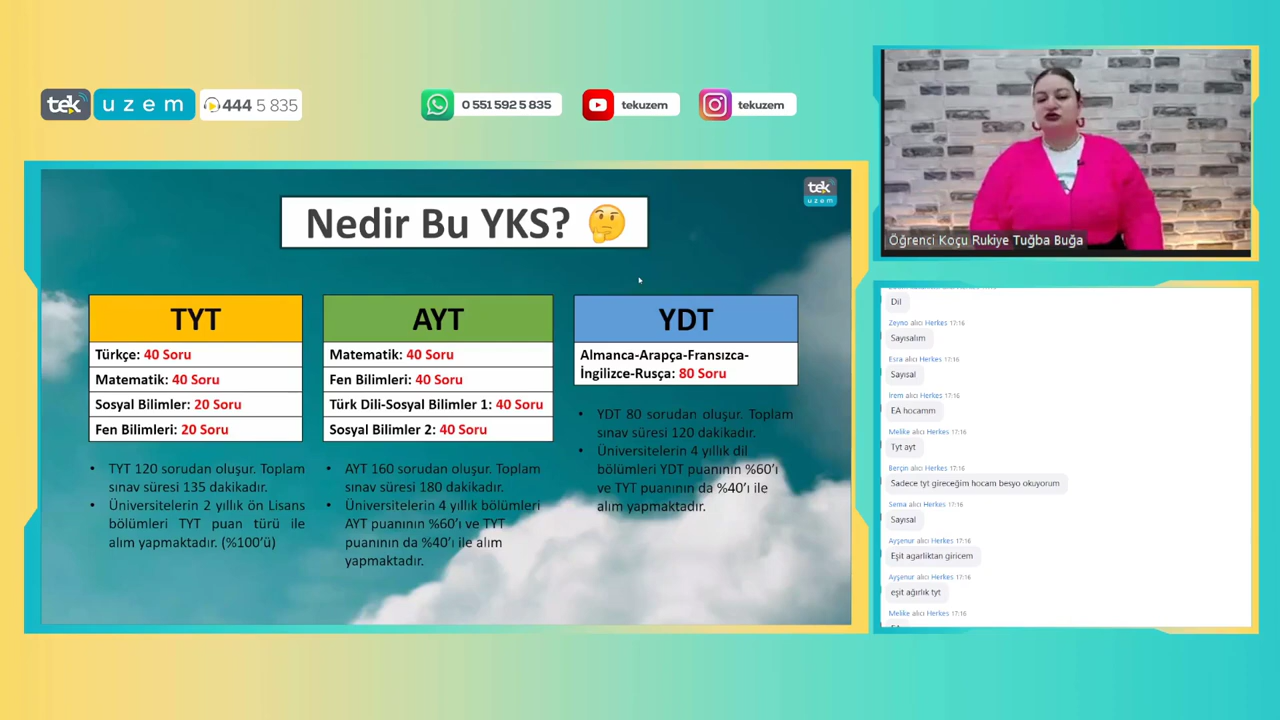 tek uzem 444 5 835
0 551 592 5 835
tekuzem
tekuzem
tek
uzem
Nedir Bu YKS?
TYT
Türkçe: 40 Soru
Matematik: 40 Soru
Sosyal Bilimler: 20 Soru
Fen Bilimleri: 20 Soru
• TYT 120 sorudan oluşur. Toplam
sınav süresi 135 dakikadır.
• Üniversitelerin 2 yıllık ön Lisans
bölümleri TYT puan türü ile
alım yapmaktadır. (%100'ü)
AYT
Matematik: 40 Soru
Fen Bilimleri: 40 Soru
Türk Dili-Sosyal Bilimler 1: 40 Soru
Sosyal Bilimler 2: 40 Soru
• AYT 160 sorudan oluşur. Toplam
sınav süresi 180 dakikadır.
• Üniversitelerin 4 yıllık bölümleri
AYT puanının %60'ı ve TYT
puanının da %40'ı ile alım
yapmaktadır.
YDT
Almanca-Arapça-Fransızca-
İngilizce-Rusça: 80 Soru
• YDT 80 sorudan oluşur. Toplam
sınav süresi 120 dakikadır.
• Üniversitelerin 4 yıllık dil
bölümleri YDT puanının %60'ı
ve TYT puanının da %40'ı ile
alım yapmaktadır.
Öğrenci Koçu Rukiye Tuğba Buğa
Dil
Zeyno alıcı Herkes 17:16
Sayısalım
Esra alıcı Herkes 17:16
Sayısal
İrem alıcı Herkes 17:16
EA hocamm
Melike alıcı Herkes 17:16
Tyt ayt
Berçin alıcı Herkes 17:16
Sadece tyt gireceğim hocam besyo okuyorum
Sema alıcı Herkes 17:16
Sayısal
Ayşenur alıcı Herkes 17:16
Eşit agarliktan giricem
Ayşenur alıcı Herkes 17:16
eşit ağırlık tyt
Melike alıcı Herkes 17:16